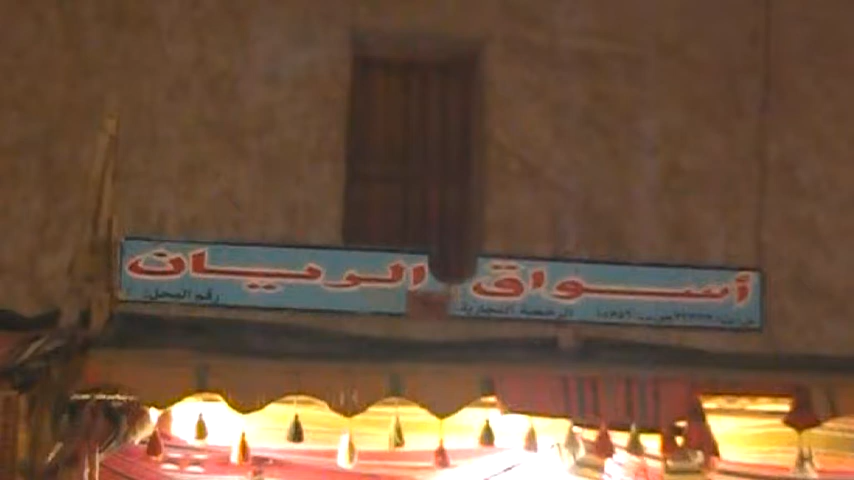 أسواق الريان
الرخصة التجارية
رقم المحل: